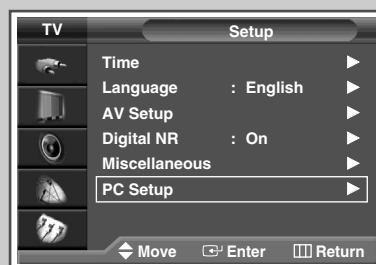 TV Setup
Time
Language : English
AV Setup
Digital NR : On
Miscellaneous
PC Setup
Move Enter Return